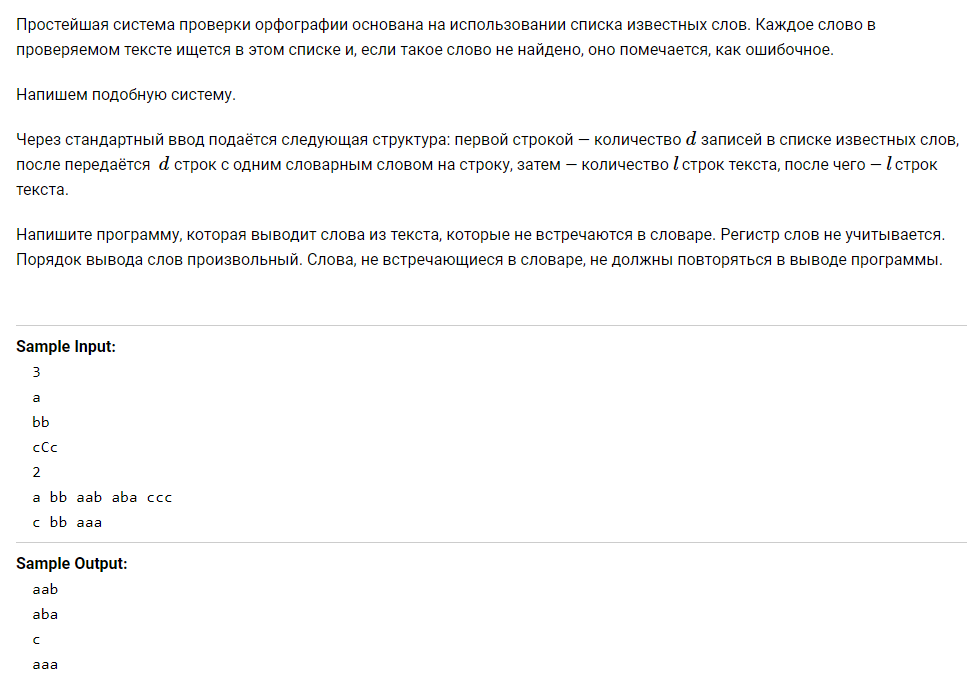 Простейшая система проверки орфографии основана на использовании списка известных слов. Каждое слово в
проверяемом тексте ищется в этом списке и, если такое слово не найдено, оно помечается, как ошибочное.
Напишем подобную систему.
Через стандартный ввод подаётся следующая структура: первой строкой — количество d записей в списке известных слов,
после передаётся d строк с одним словарным словом на строку, затем — количество l строк текста, после чего — l строк
текста.
Напишите программу, которая выводит слова из текста, которые не встречаются в словаре. Регистр слов не учитывается.
Порядок вывода слов произвольный. Слова, не встречающиеся в словаре, не должны повторяться в выводе программы.
Sample Input:
3
a
bb
cCc
2
a bb aab aba ccc
c bb aaa
Sample Output:
aab
aba
c
aaa